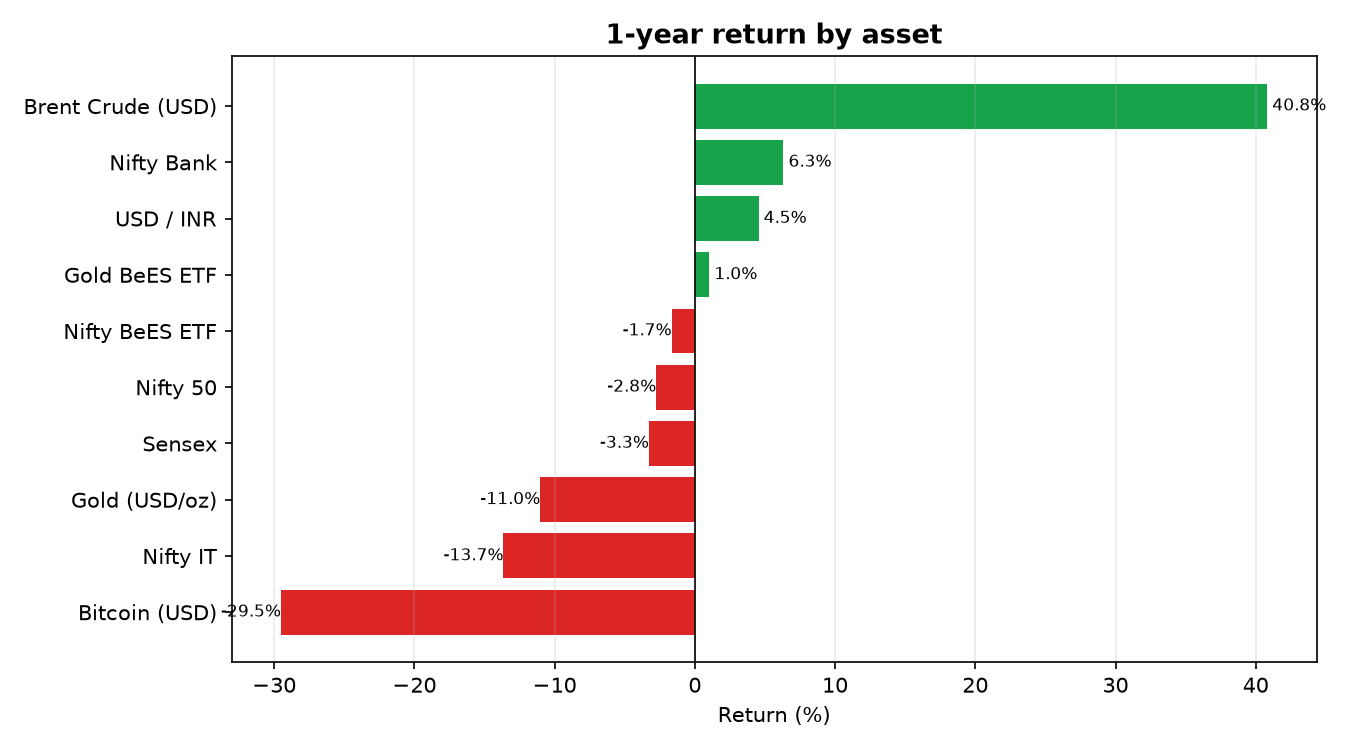 1-year return by asset
Brent Crude (USD) 40.8%
Nifty Bank 6.3%
USD / INR 4.5%
Gold BeES ETF 1.0%
Nifty BeES ETF -1.7%
Nifty 50 -2.8%
Sensex -3.3%
Gold (USD/oz) -11.0%
Nifty IT -13.7%
Bitcoin (USD) -29.5%
−30 −20 −10 0 10 20 30 40
Return (%)